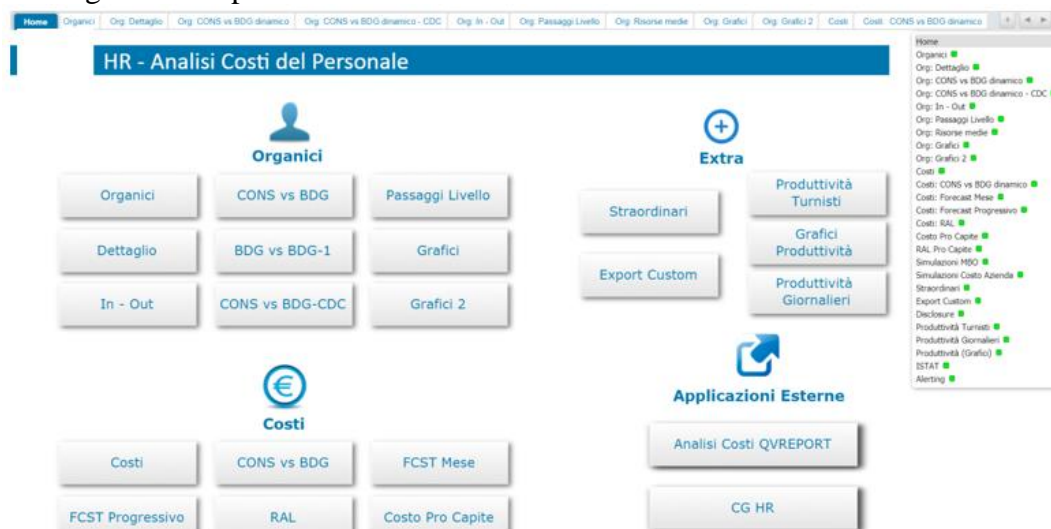 Home Organici Org: Dettaglio Org: CONS vs BDG dinamico Org: CONS vs BDG dinamico - CDC Org: In - Out Org: Passaggi Livello Org: Risorse medie Org: Grafici Org: Grafici 2 Costi Costi: CONS vs BDG dinamico
HR - Analisi Costi del Personale
Organici
Organici CONS vs BDG Passaggi Livello
Dettaglio BDG vs BDG-1 Grafici
In - Out CONS vs BDG-CDC Grafici 2
Costi
Costi CONS vs BDG FCST Mese
FCST Progressivo RAL Costo Pro Capite
Extra
Straordinari
Export Custom
Produttività
Turnisti
Grafici
Produttività
Produttività
Giornalieri
Applicazioni Esterne
Analisi Costi QVREPORT
CG HR
Home
Organici
Org: Dettaglio
Org: CONS vs BDG dinamico
Org: CONS vs BDG dinamico - CDC
Org: In - Out
Org: Passaggi Livello
Org: Risorse medie
Org: Grafici
Org: Grafici 2
Costi
Costi: CONS vs BDG dinamico
Costi: Forecast Mese
Costi: Forecast Progressivo
Costi: RAL
Costo Pro Capite
RAL Pro Capite
Simulazioni MBO
Simulazioni Costo Azienda
Straordinari
Export Custom
Disclosure
Produttività Turnisti
Produttività Giornalieri
Produttività (Grafici)
ISTAT
Alerting